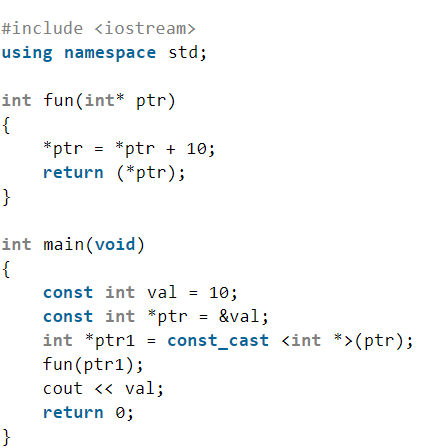 #include <iostream>
using namespace std;

int fun(int* ptr)
{
    *ptr = *ptr + 10;
    return (*ptr);
}

int main(void)
{
    const int val = 10;
    const int *ptr = &val;
    int *ptr1 = const_cast <int *>(ptr);
    fun(ptr1);
    cout << val;
    return 0;
}